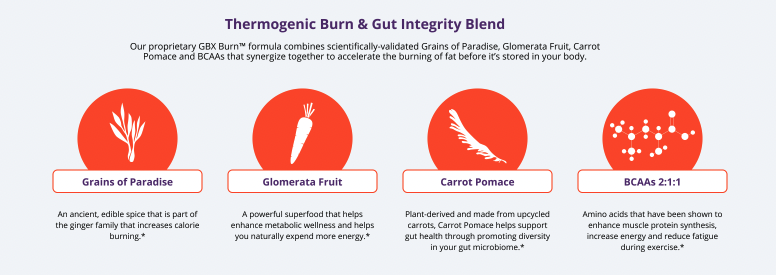 Thermogenic Burn & Gut Integrity Blend
Our proprietary GBX Burn™ formula combines scientifically-validated Grains of Paradise, Glomerata Fruit, Carrot
Pomace and BCAAs that synergize together to accelerate the burning of fat before it's stored in your body.
Grains of Paradise
An ancient, edible spice that is part of
the ginger family that increases calorie
burning.*
Glomerata Fruit
A powerful superfood that helps
enhance metabolic wellness and helps
you naturally expend more energy.*
Carrot Pomace
Plant-derived and made from upcycled
carrots, Carrot Pomace helps support
gut health through promoting diversity
in your gut microbiome.*
BCAAs 2:1:1
Amino acids that have been shown to
enhance muscle protein synthesis,
increase energy and reduce fatigue
during exercise.*